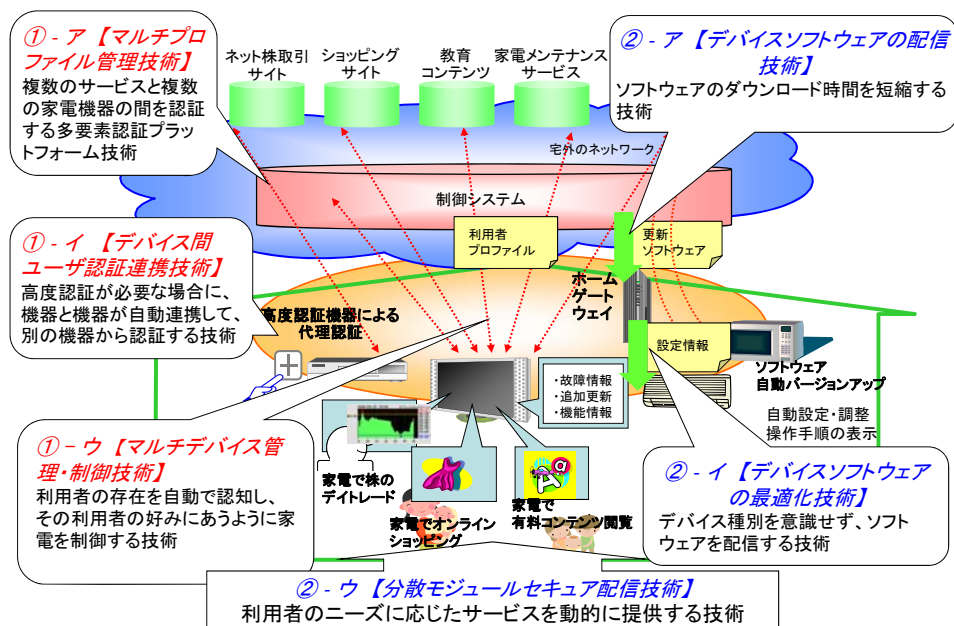 ①－ア【マルチプロ
ファイル管理技術】
複数のサービスと複数
の家電機器の間を認証
する多要素認証プラッ
トフォーム技術
ネット株取引
サイト
ショッピング
サイト
教育
コンテンツ
家電メンテナンス
サービス
②－ア【デバイスソフトウェアの配信
技術】
ソフトウェアのダウンロード時間を短縮する
技術
宅外のネットワーク
制御システム
利用者
プロファイル
更新
ソフトウェア
①－イ【デバイス間
ユーザ認証連携技術】
高度認証が必要な場合に、
機器と機器が自動連携して、
別の機器から認証する技術
高度認証機器による
代理認証
ホーム
ゲート
ウェイ
設定情報
ソフトウェア
自動バージョンアップ
・故障情報
・追加更新
・機能情報
自動設定・調整
操作手順の表示
①－ウ【マルチデバイス管
理・制御技術】
利用者の存在を自動で認知し、
その利用者の好みにあうように家
電を制御する技術
家電で株の
デイトレード
家電でオンライン
ショッピング
Aa
家電で
有料コンテンツ閲覧
②－イ【デバイスソフトウェア
の最適化技術】
デバイス種別を意識せず、ソフト
ウェアを配信する技術
②－ウ【分散モジュールセキュア配信技術】
利用者のニーズに応じたサービスを動的に提供する技術